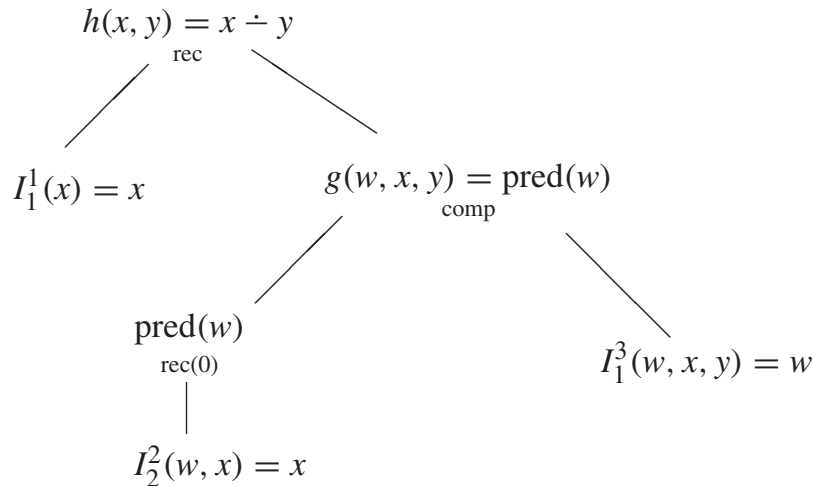 h(x, y) = x ∸ y
rec
I₁¹(x) = x
g(w, x, y) = pred(w)
comp
pred(w)
rec(0)
I₁³(w, x, y) = w
I₂²(w, x) = x